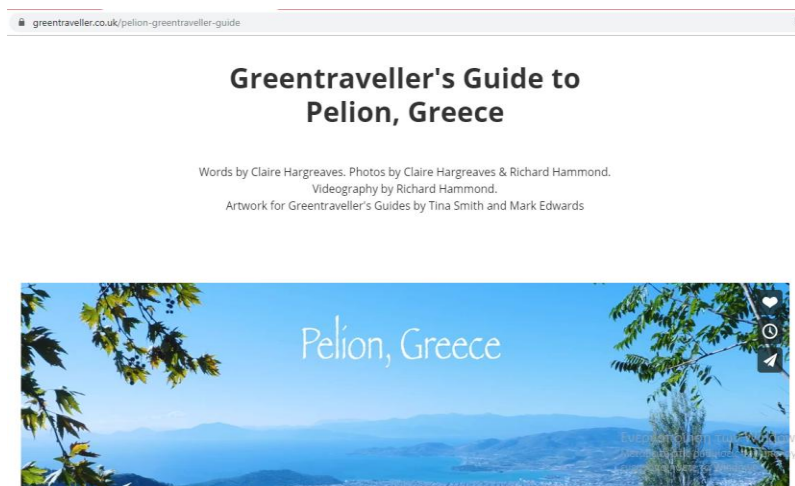 greentraveller.co.uk/pelion-greentraveller-guide
Greentraveller's Guide to
Pelion, Greece
Words by Claire Hargreaves. Photos by Claire Hargreaves & Richard Hammond.
Videography by Richard Hammond.
Artwork for Greentraveller's Guides by Tina Smith and Mark Edwards
Pelion, Greece